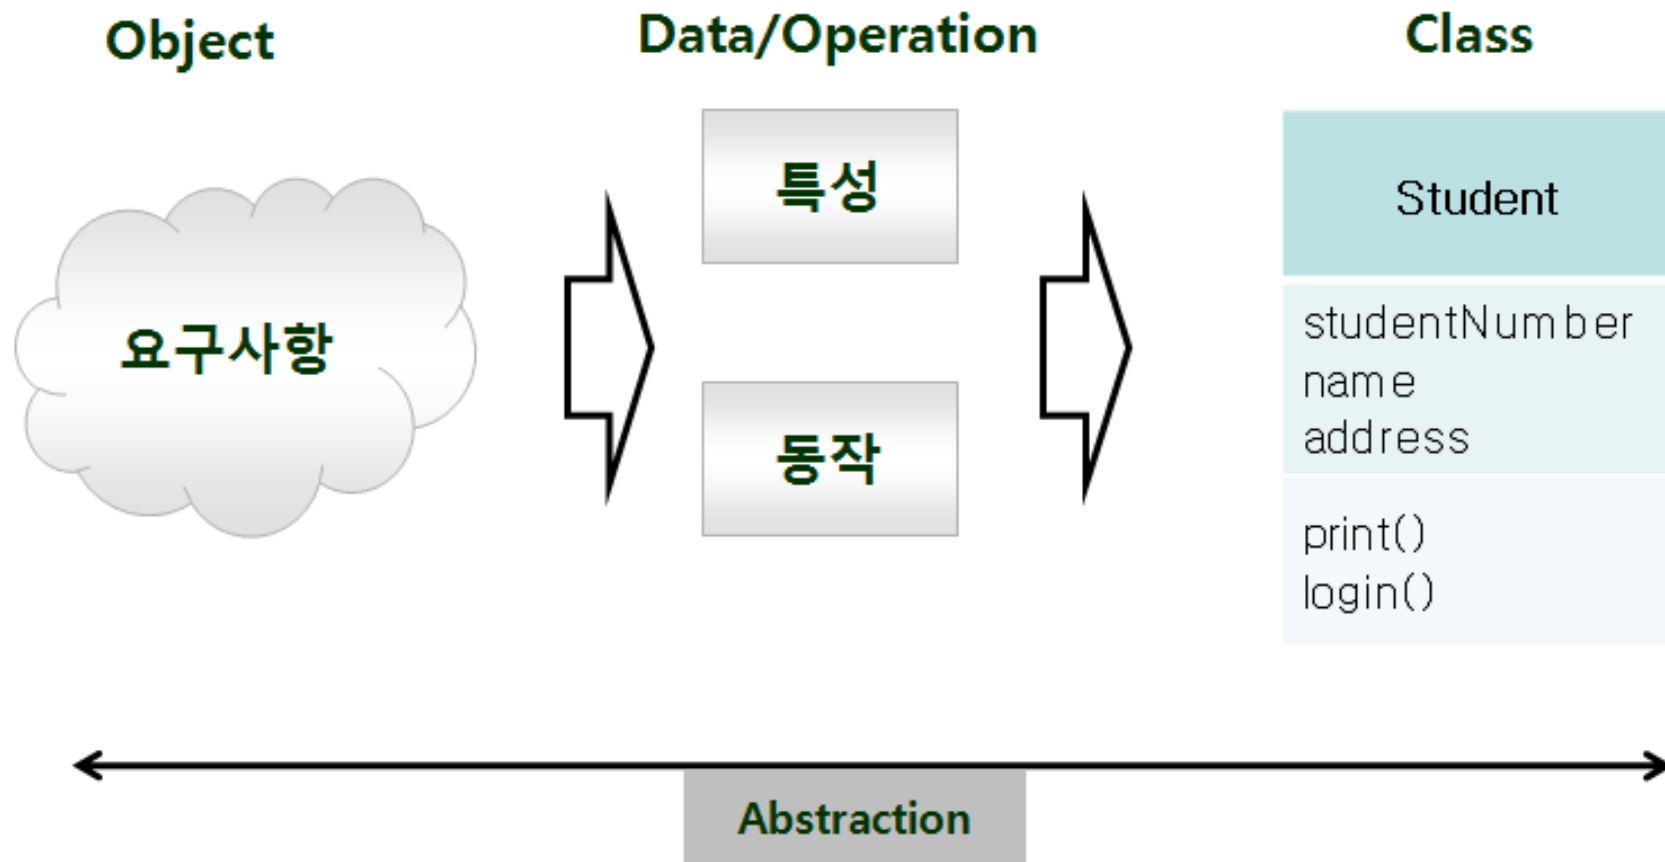 Object
Data/Operation
Class
요구사항
특성
동작
Student
studentNumber
name
address
print()
login()
Abstraction